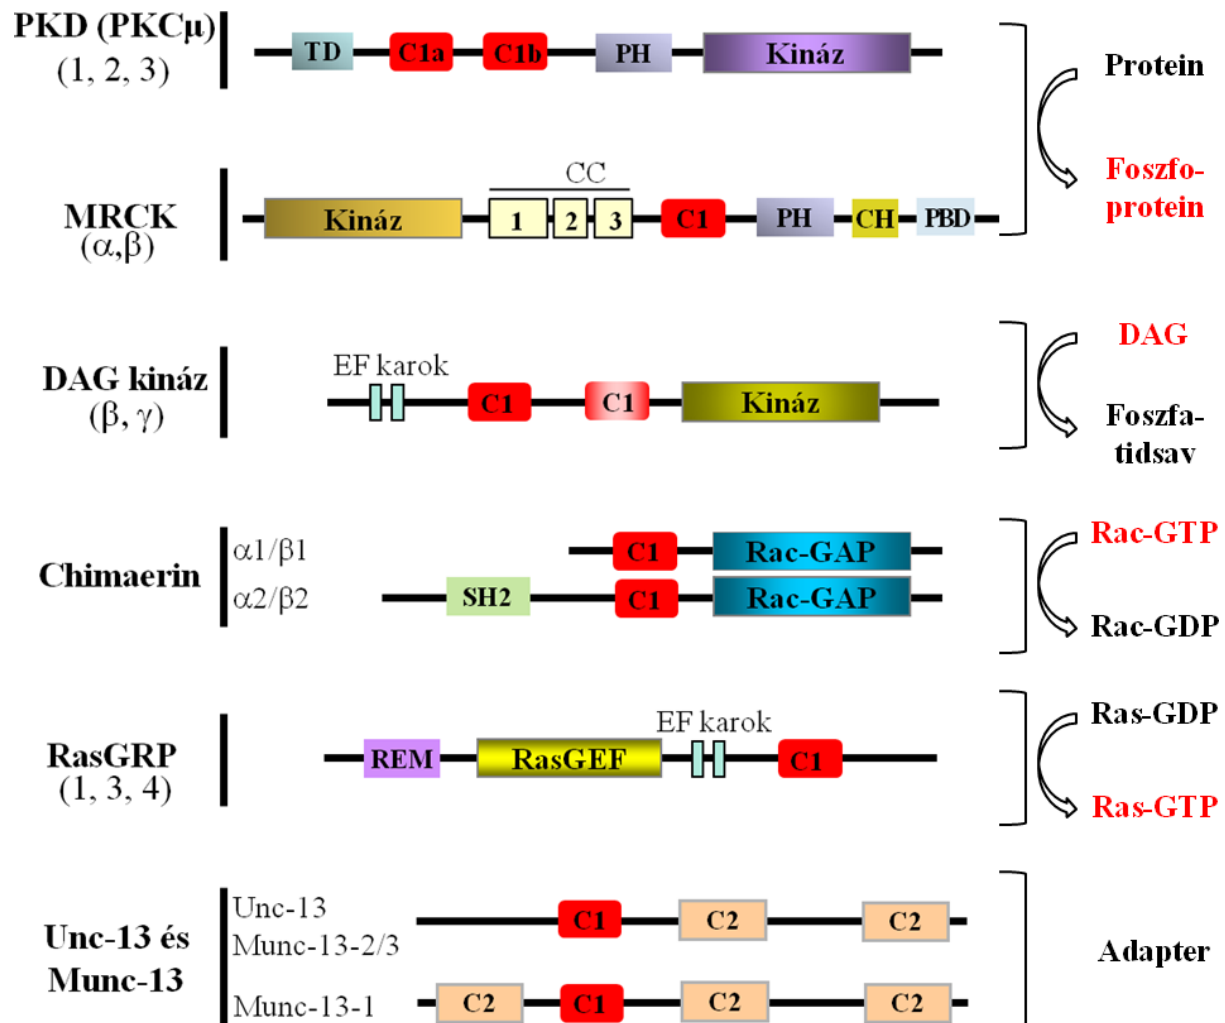 PKD (PKCμ)
(1, 2, 3)
TD C1a C1b PH Kináz
Protein
Foszfo-
protein
MRCK
(α,β)
CC
Kináz 1 2 3 C1 PH CH PBD
DAG kináz
(β, γ)
EF karok
C1 C1 Kináz
DAG
Foszfa-
tidsav
Chimaerin
α1/β1
C1 Rac-GAP
α2/β2
SH2 C1 Rac-GAP
Rac-GTP
Rac-GDP
RasGRP
(1, 3, 4)
EF karok
REM RasGEF C1
Ras-GDP
Ras-GTP
Unc-13 és
Munc-13
Unc-13
Munc-13-2/3
C1 C2 C2
Munc-13-1
C2 C1 C2 C2
Adapter